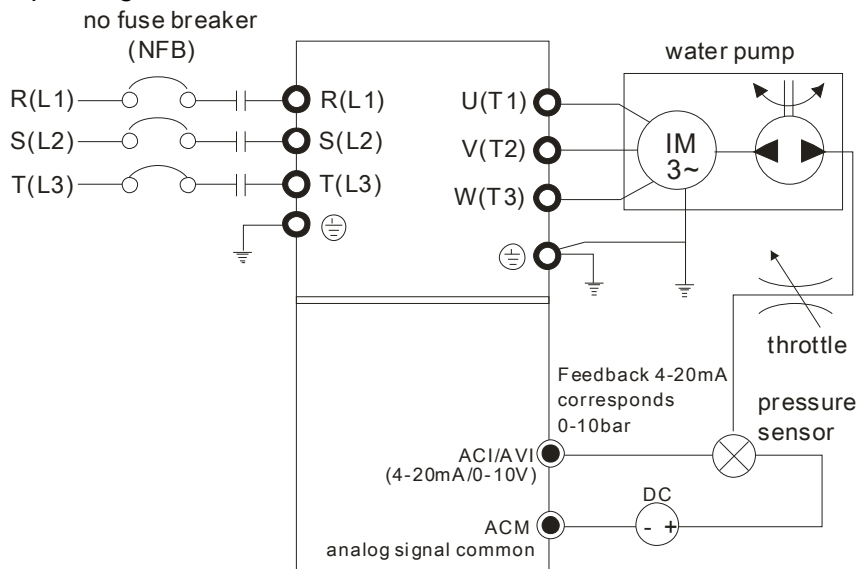 no fuse breaker
(NFB)
R(L1)
S(L2)
T(L3)
R(L1)
S(L2)
T(L3)
U(T1)
V(T2)
W(T3)
water pump
IM
3~
throttle
Feedback 4-20mA
corresponds
0-10bar
pressure
sensor
ACI/AVI
(4-20mA/0-10V)
DC
- +
ACM
analog signal common